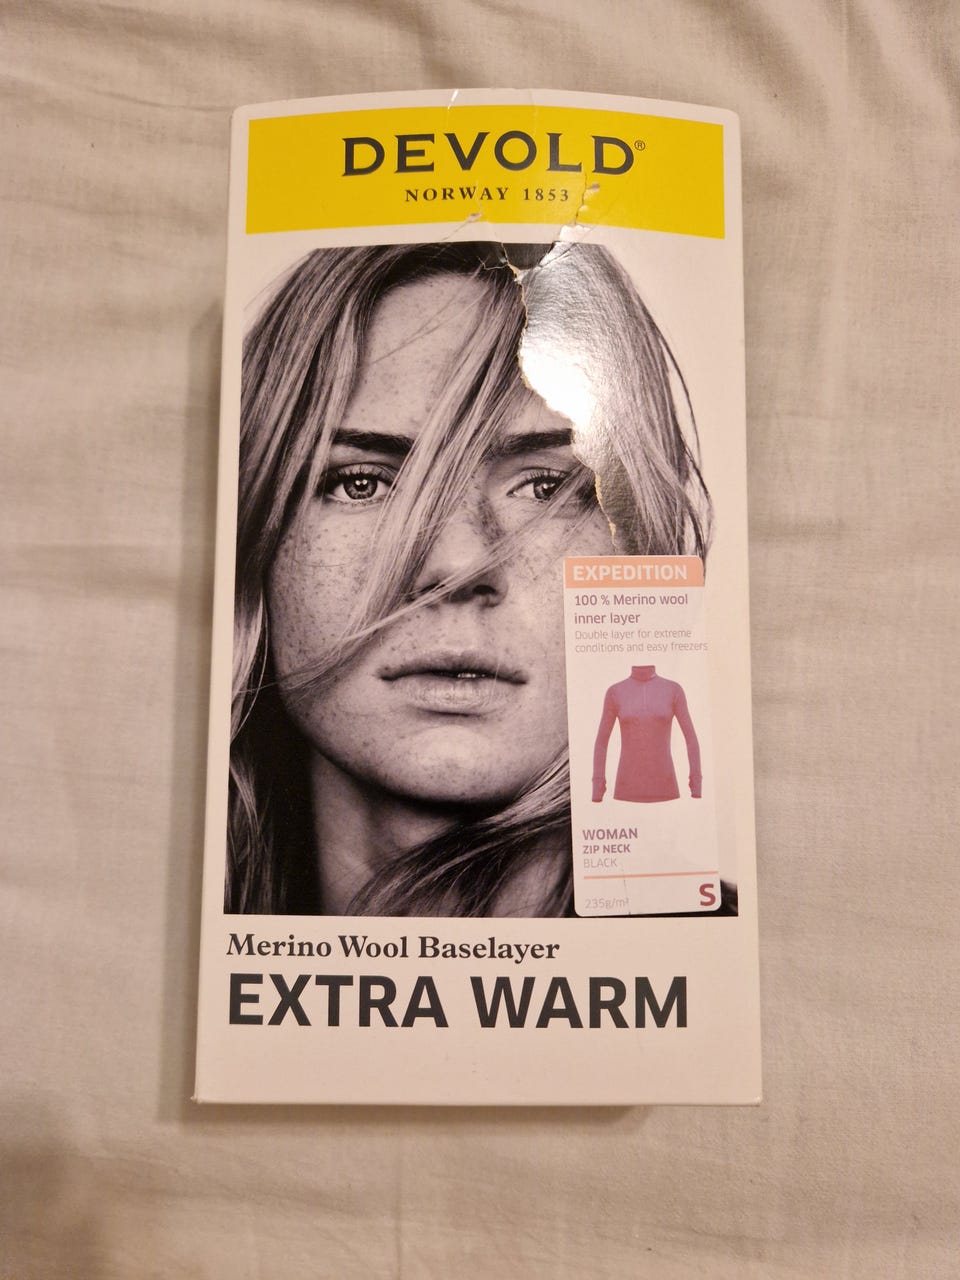 DEVOLD®
NORWAY 1853
EXPEDITION
100 % Merino wool
inner layer
Double layer for extreme
conditions and easy freezers
WOMAN
ZIP NECK
BLACK
235g/m²
S
Merino Wool Baselayer
EXTRA WARM